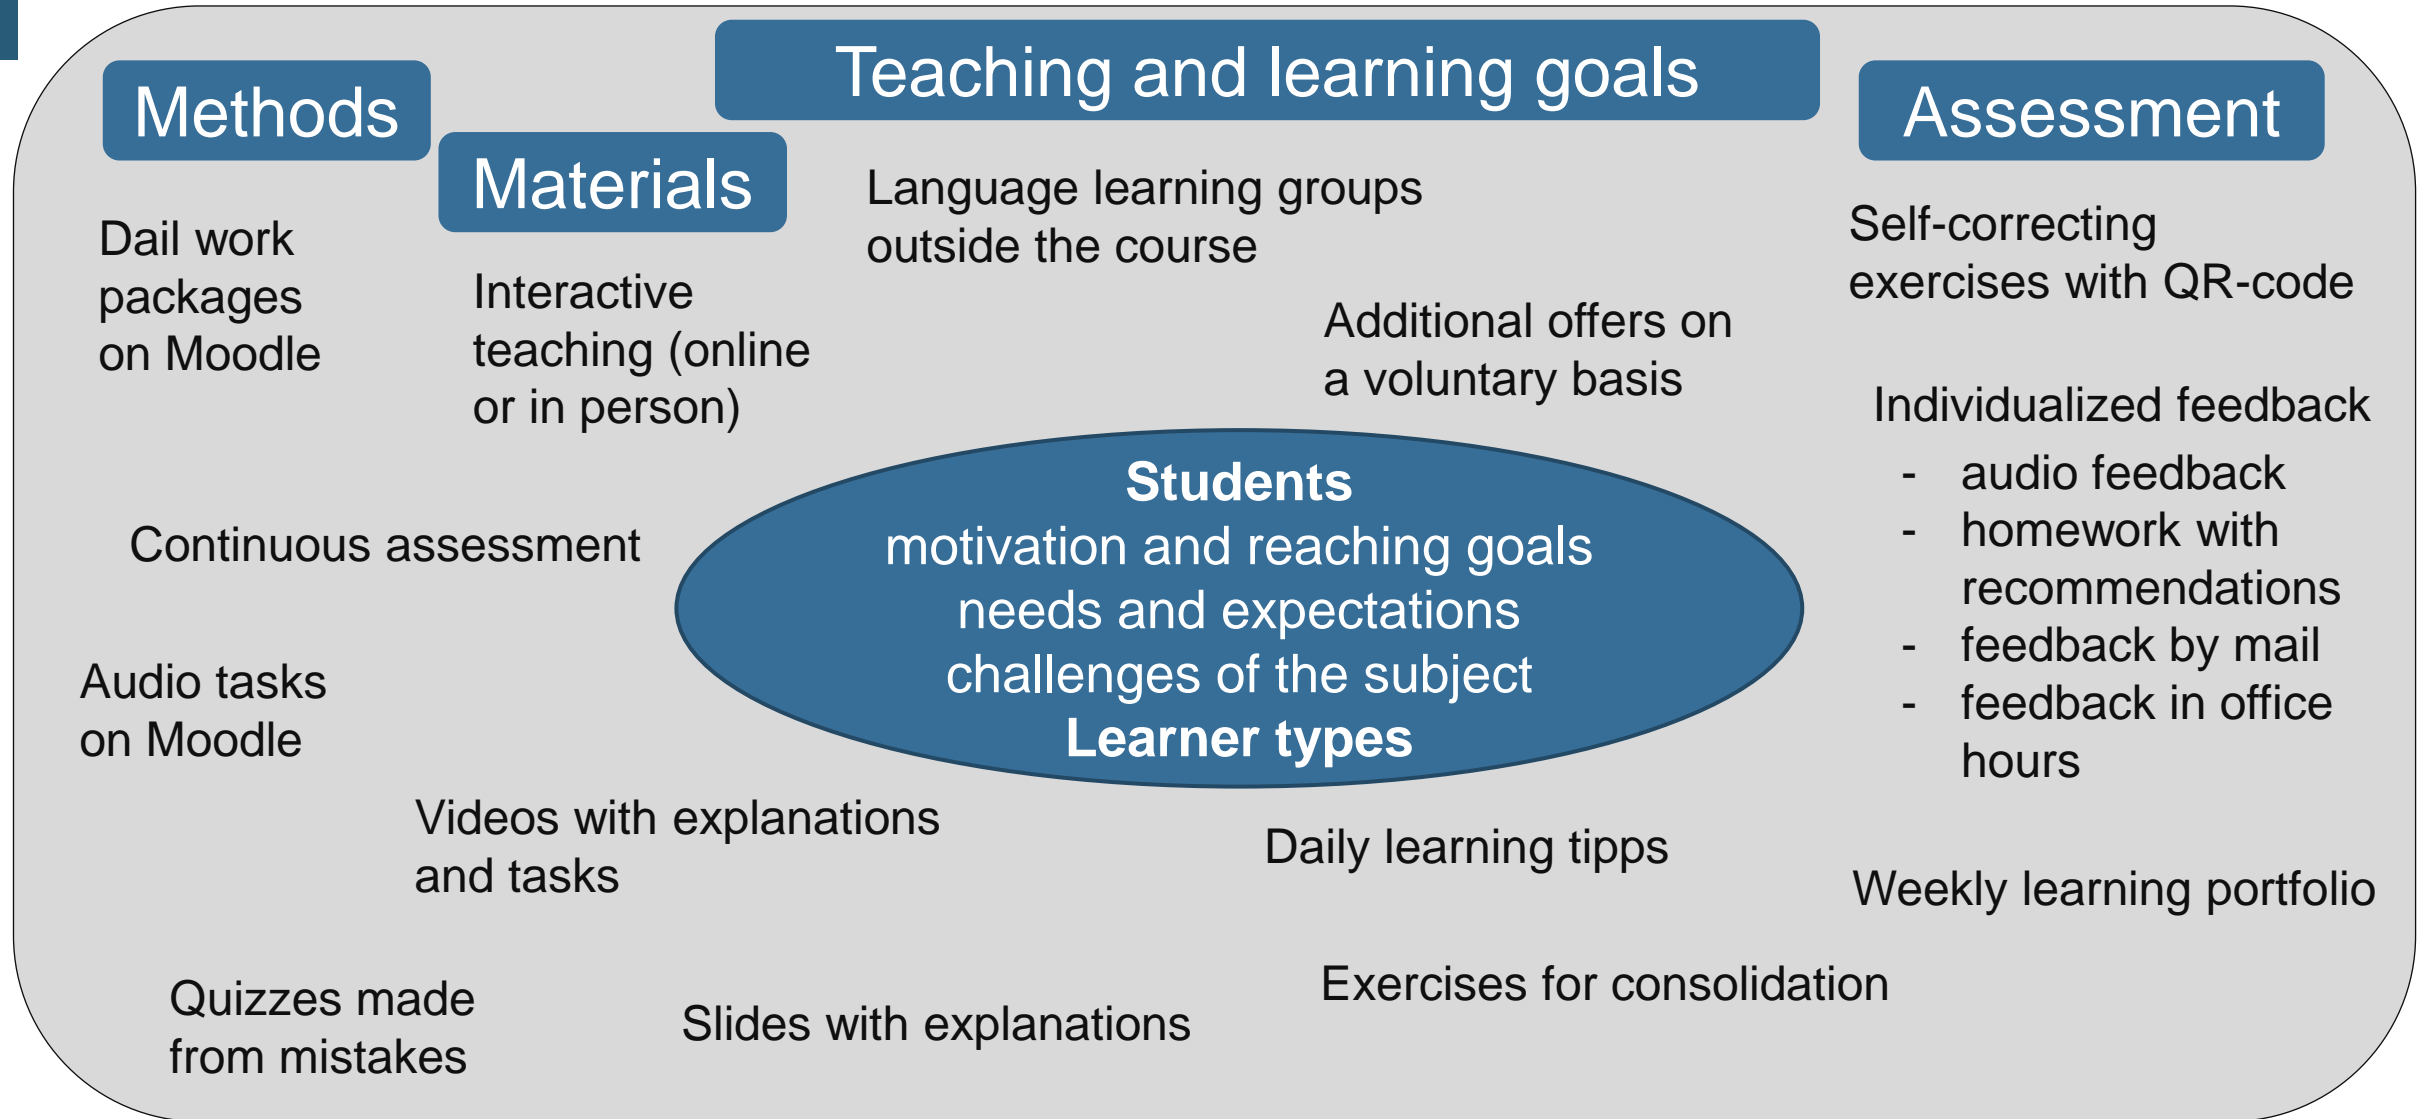 Teaching and learning goals
Methods
Materials
Assessment
Dail work
packages
on Moodle
Interactive
teaching (online
or in person)
Language learning groups
outside the course
Additional offers on
a voluntary basis
Self-correcting
exercises with QR-code
Individualized feedback
- audio feedback
- homework with
recommendations
- feedback by mail
- feedback in office
hours
Continuous assessment
Students
motivation and reaching goals
needs and expectations
challenges of the subject
Learner types
Audio tasks
on Moodle
Videos with explanations
and tasks
Daily learning tipps
Weekly learning portfolio
Quizzes made
from mistakes
Slides with explanations
Exercises for consolidation